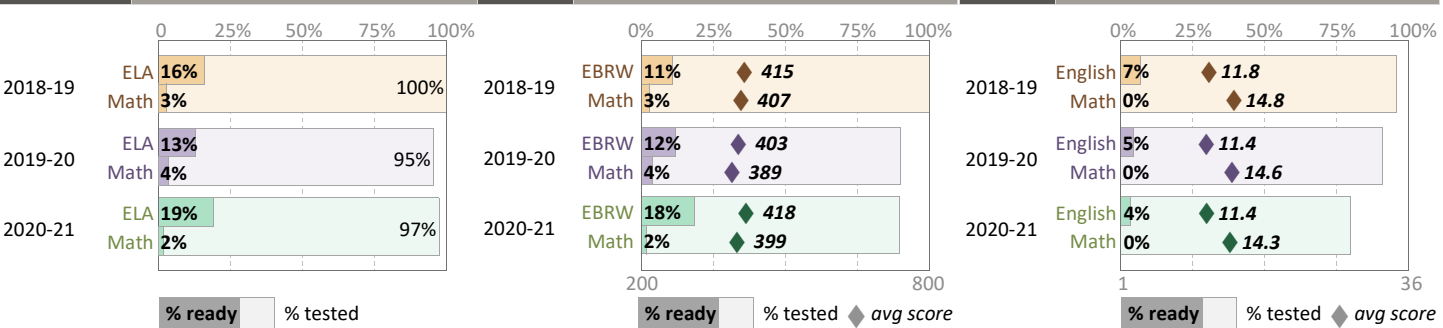 0 25% 50% 75% 100%
2018-19 ELA 16% 100%
Math 3%
2019-20 ELA 13% 95%
Math 4%
2020-21 ELA 19% 97%
Math 2%
% ready % tested
0% 25% 50% 75% 100%
2018-19 EBRW 11% 415
Math 3% 407
2019-20 EBRW 12% 403
Math 4% 389
2020-21 EBRW 18% 418
Math 2% 399
200 800
% ready % tested avg score
0% 25% 50% 75% 100%
2018-19 English 7% 11.8
Math 0% 14.8
2019-20 English 5% 11.4
Math 0% 14.6
2020-21 English 4% 11.4
Math 0% 14.3
1 36
% ready % tested avg score